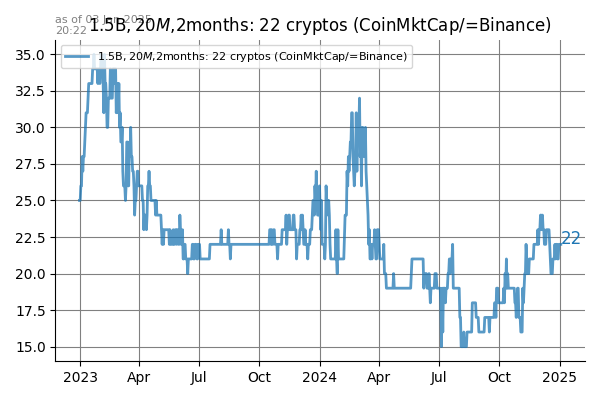 as of 03 Jan 2025
20:22
1.5B, 20M,2months: 22 cryptos (CoinMktCap/=Binance)
1.5B, 20M,2months: 22 cryptos (CoinMktCap/=Binance)
35.0
32.5
30.0
27.5
25.0
22.5
20.0
17.5
15.0
22
2023 Apr Jul Oct 2024 Apr Jul Oct 2025